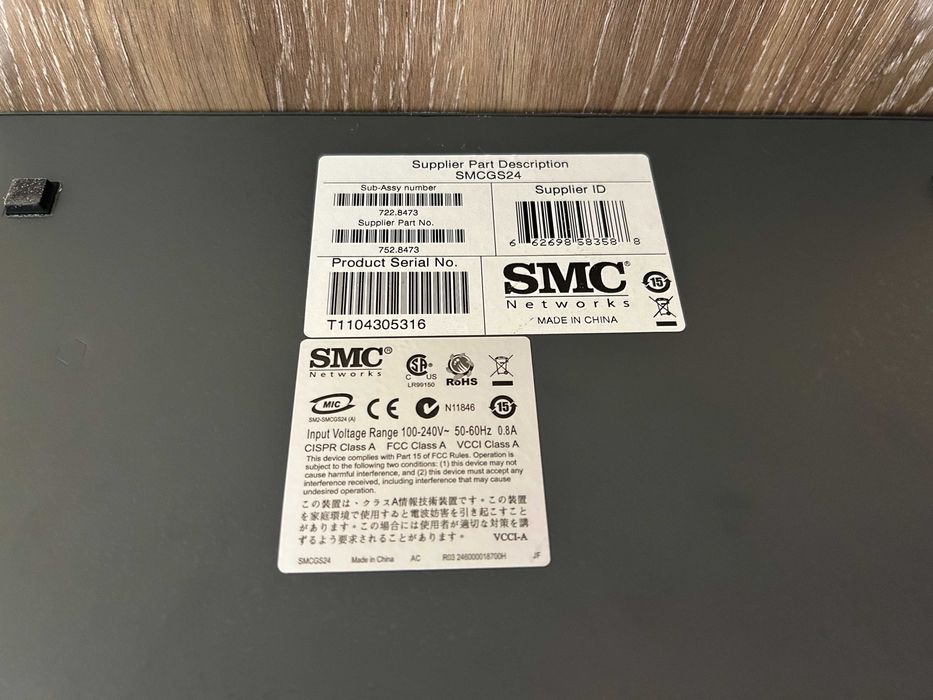 Supplier Part Description
SMCGS24
Sub-Assy number
722.8473
Supplier Part No.
752.8473
Supplier ID
6 62698 58358 8
Product Serial No.
T1104305316
SMC®
Networks
15
MADE IN CHINA
SMC®
Networks
C SA® US
LR99150
RoHS
MIC
SM2-SMCGS24 (A)
CE
N11846
15
Input Voltage Range 100-240V~ 50-60Hz 0.8A
CISPR Class A FCC Class A VCCI Class A
This device complies with Part 15 of FCC Rules. Operation is
subject to the following two conditions: (1) this device may not
cause harmful interference, and (2) this device must accept any
interference received, including interference that may cause
undesired operation.
この装置は、クラスA情報技術装置です。この装置
を家庭環境で使用すゐと電波妨害を引き起こすこと
があります。この場合には使用者が適切な対策を講
ずるよう要求されることがあります。 VCCI-A
SMCGS24 Made in China AC R03 246000018700H JF